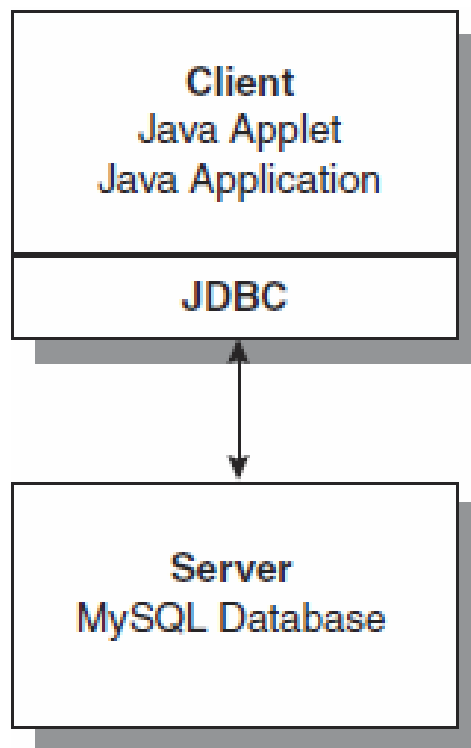 Client
Java Applet
Java Application
JDBC
Server
MySQL Database